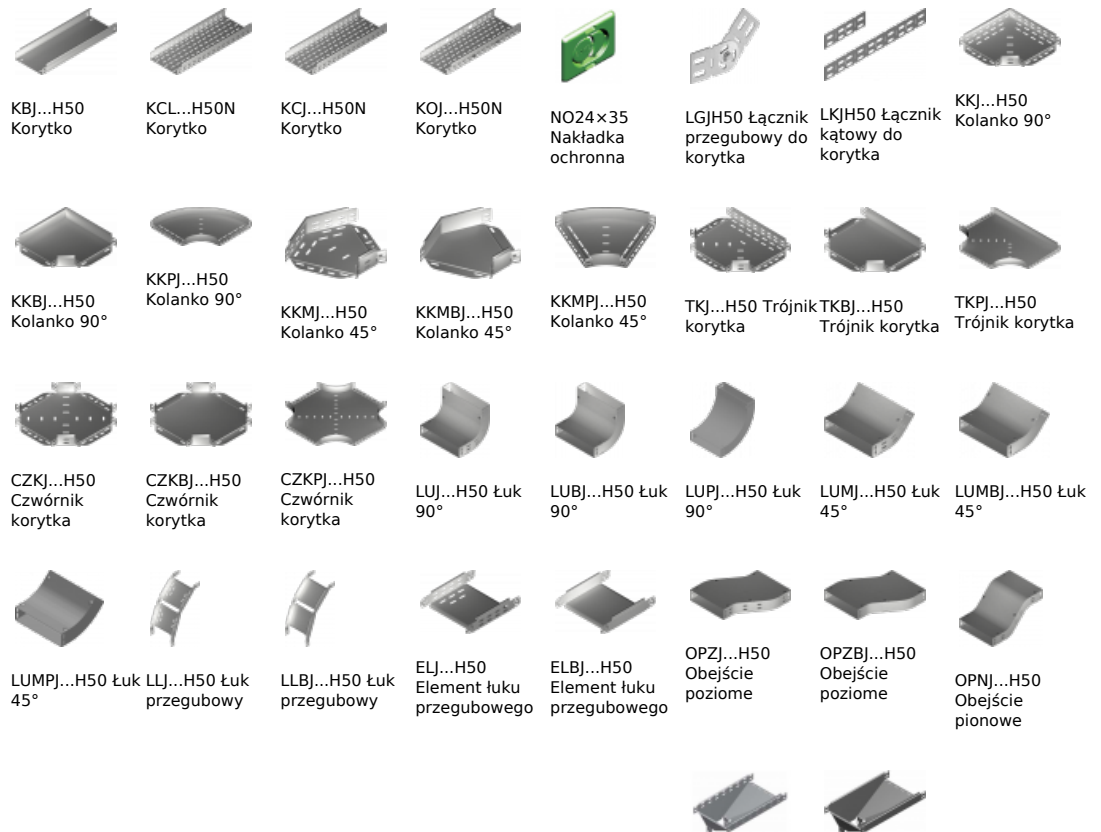 KBJ...H50
Korytko
KCL...H50N
Korytko
KCJ...H50N
Korytko
KOJ...H50N
Korytko
NO24×35
Nakładka
ochronna
LGJH50 Łącznik
przegubowy do
korytka
LKJH50 Łącznik
kątowy do
korytka
KKJ...H50
Kolanko 90°
KKBJ...H50
Kolanko 90°
KKPJ...H50
Kolanko 90°
KKMJ...H50
Kolanko 45°
KKMBJ...H50
Kolanko 45°
KKMPJ...H50
Kolanko 45°
TKJ...H50 Trójnik
korytka
TKBJ...H50
Trójnik korytka
TKPJ...H50
Trójnik korytka
CZKJ...H50
Czwórnik
korytka
CZKBJ...H50
Czwórnik
korytka
CZKPJ...H50
Czwórnik
korytka
LUJ...H50 Łuk
90°
LUBJ...H50 Łuk
90°
LUPJ...H50 Łuk
90°
LUMJ...H50 Łuk
45°
LUMBJ...H50 Łuk
45°
LUMPJ...H50 Łuk
45°
LLJ...H50 Łuk
przegubowy
LLBJ...H50 Łuk
przegubowy
ELJ...H50
Element łuku
przegubowego
ELBJ...H50
Element łuku
przegubowego
OPZJ...H50
Obejście
poziome
OPZBJ...H50
Obejście
poziome
OPNJ...H50
Obejście
pionowe